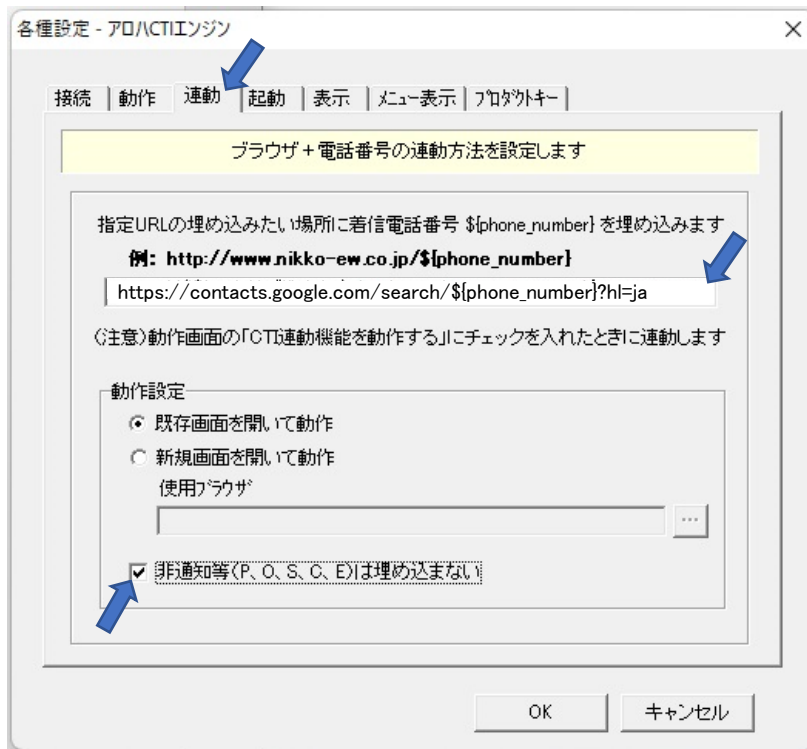 各種設定 - アロハCTIエンジン
接続 動作 連動 起動 表示 メニュー表示 プロダクトキー
ブラウザ+電話番号の連動方法を設定します
指定URLの埋め込みたい場所に着信電話番号 ${phone_number} を埋め込みます
例: http://www.nikko-ew.co.jp/${phone_number}
https://contacts.google.com/search/${phone_number}?hl=ja
(注意)動作画面の「CTI連動機能を動作する」にチェックを入れたときに連動します
動作設定
既存画面を開いて動作
新規画面を開いて動作
使用ブラウザ
...
非通知等(P、O、S、C、E)は埋め込まない
OK キャンセル